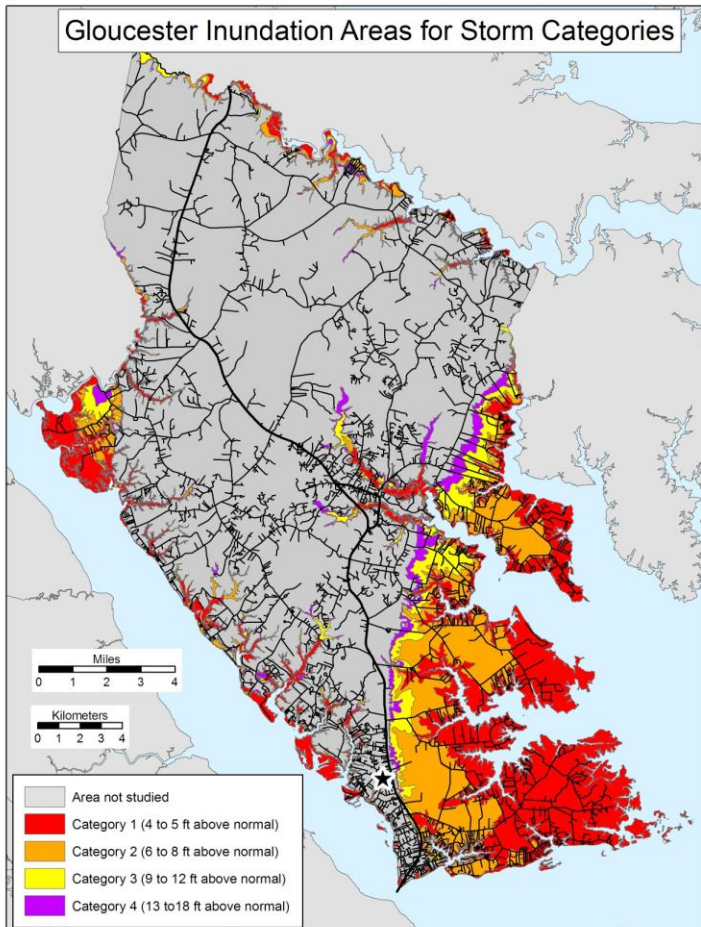 Gloucester Inundation Areas for Storm Categories
Miles
0 1 2 3 4
Kilometers
0 1 2 3 4
Area not studied
Category 1 (4 to 5 ft above normal)
Category 2 (6 to 8 ft above normal)
Category 3 (9 to 12 ft above normal)
Category 4 (13 to18 ft above normal)